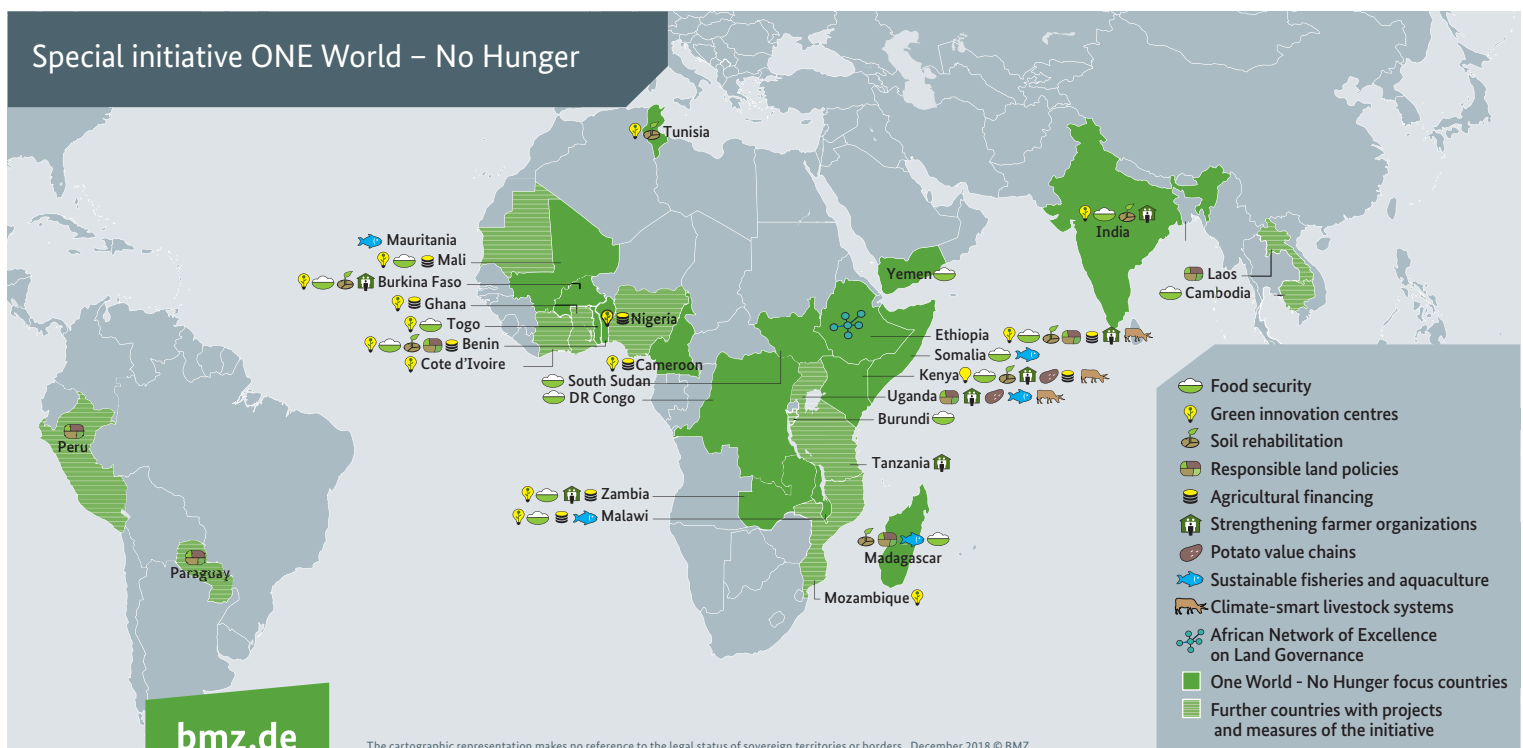 Special initiative ONE World – No Hunger
Tunisia
Mauritania
Mali
Burkina Faso
Ghana
Togo
Nigeria
Benin
Cote d’Ivoire
Cameroon
South Sudan
DR Congo
Yemen
India
Laos
Cambodia
Ethiopia
Somalia
Kenya
Uganda
Burundi
Tanzania
Peru
Paraguay
Zambia
Malawi
Madagascar
Mozambique
Food security
Green innovation centres
Soil rehabilitation
Responsible land policies
Agricultural financing
Strengthening farmer organizations
Potato value chains
Sustainable fisheries and aquaculture
Climate-smart livestock systems
African Network of Excellence
on Land Governance
One World - No Hunger focus countries
Further countries with projects
and measures of the initiative
bmz.de
The cartographic representation makes no reference to the legal status of sovereign territories or borders. December 2018 © BMZ